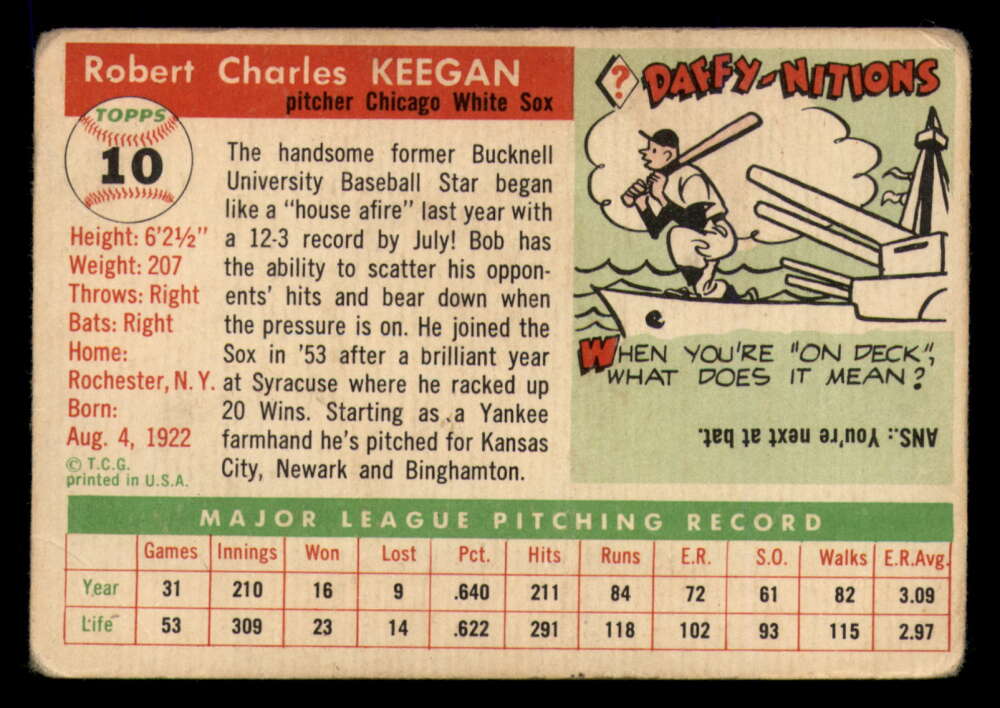 Robert Charles KEEGAN
pitcher Chicago White Sox
TOPPS
10
Height: 6'2½"
Weight: 207
Throws: Right
Bats: Right
Home:
Rochester, N. Y.
Born:
Aug. 4, 1922
© T.C.G.
printed in U.S.A.
The handsome former Bucknell
University Baseball Star began
like a "house afire" last year with
a 12-3 record by July! Bob has
the ability to scatter his oppon-
ents' hits and bear down when
the pressure is on. He joined the
Sox in '53 after a brilliant year
at Syracuse where he racked up
20 Wins. Starting as a Yankee
farmhand he's pitched for Kansas
City, Newark and Binghamton.
? DAFFY-NITIONS
WHEN YOU'RE "ON DECK",
WHAT DOES IT MEAN?
ANS.: You're next at bat.
MAJOR LEAGUE PITCHING RECORD
Games Innings Won Lost Pct. Hits Runs E.R. S.O. Walks E.R.Avg.
Year 31 210 16 9 .640 211 84 72 61 82 3.09
Life 53 309 23 14 .622 291 118 102 93 115 2.97